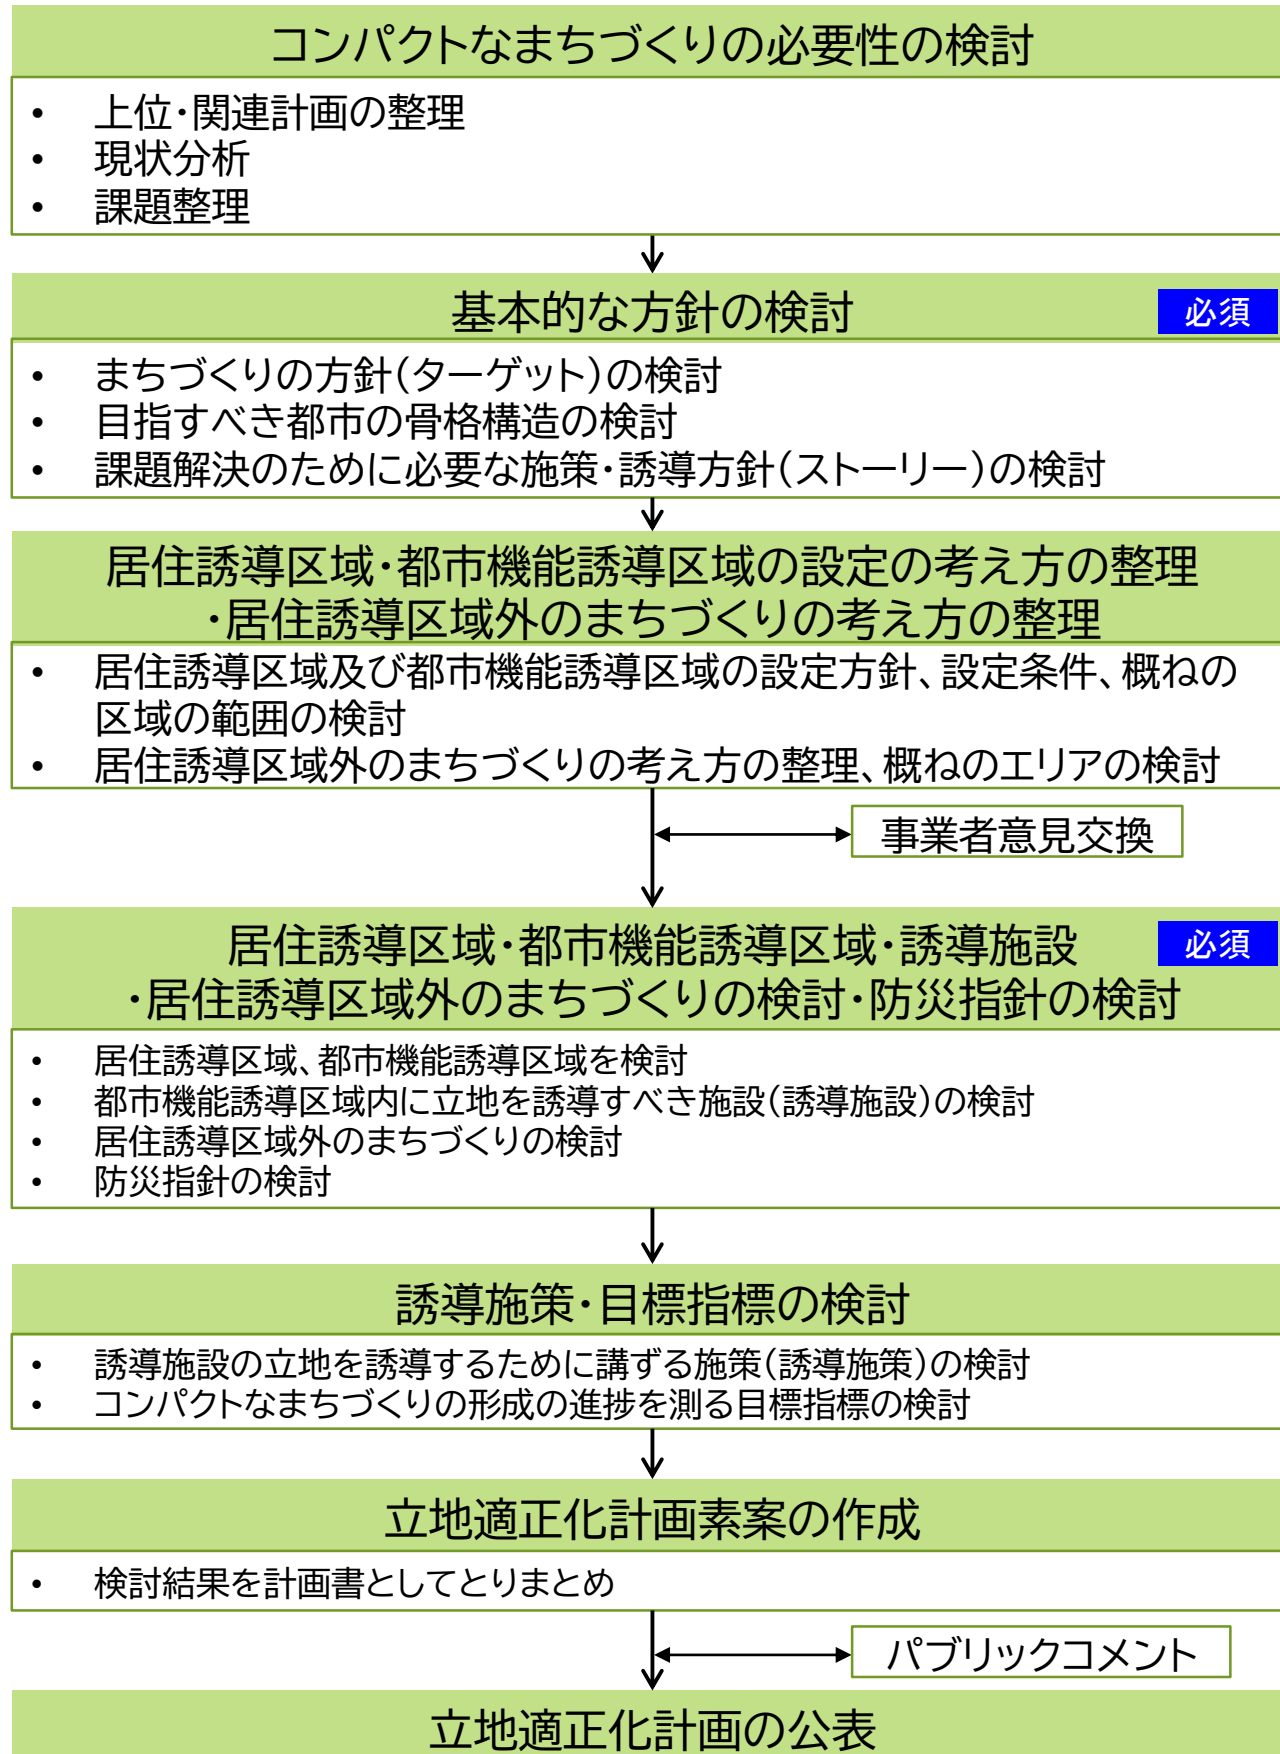 コンパクトなまちづくりの必要性の検討
• 上位・関連計画の整理
• 現状分析
• 課題整理
基本的な方針の検討
必須
• まちづくりの方針(ターゲット)の検討
• 目指すべき都市の骨格構造の検討
• 課題解決のために必要な施策・誘導方針(ストーリー)の検討
居住誘導区域・都市機能誘導区域の設定の考え方の整理
・居住誘導区域外のまちづくりの考え方の整理
• 居住誘導区域及び都市機能誘導区域の設定方針、設定条件、概ねの
区域の範囲の検討
• 居住誘導区域外のまちづくりの考え方の整理、概ねのエリアの検討
事業者意見交換
居住誘導区域・都市機能誘導区域・誘導施設
必須
・居住誘導区域外のまちづくりの検討・防災指針の検討
• 居住誘導区域、都市機能誘導区域を検討
• 都市機能誘導区域内に立地を誘導すべき施設(誘導施設)の検討
• 居住誘導区域外のまちづくりの検討
• 防災指針の検討
誘導施策・目標指標の検討
• 誘導施設の立地を誘導するために講ずる施策(誘導施策)の検討
• コンパクトなまちづくりの形成の進捗を測る目標指標の検討
立地適正化計画素案の作成
• 検討結果を計画書としてとりまとめ
パブリックコメント
立地適正化計画の公表